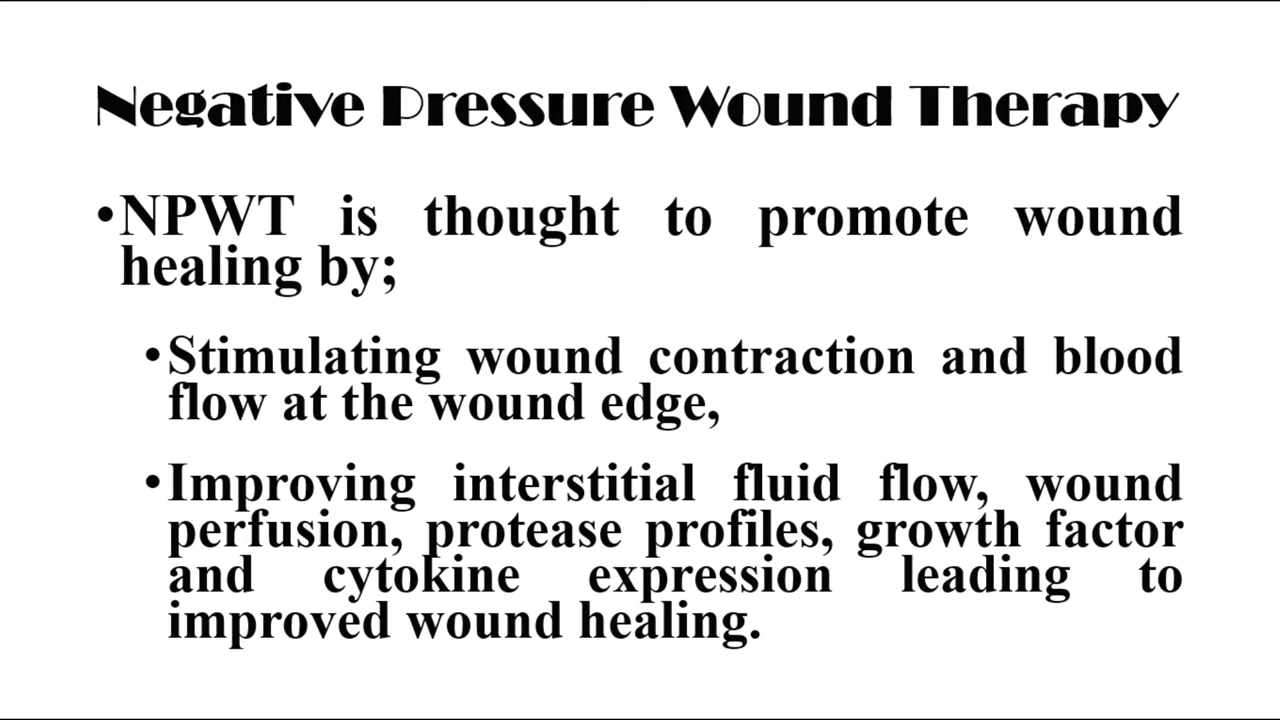 Negative Pressure Wound Therapy
•NPWT is thought to promote wound
healing by;
•Stimulating wound contraction and blood
flow at the wound edge,
•Improving interstitial fluid flow, wound
perfusion, protease profiles, growth factor
and cytokine expression leading to
improved wound healing.